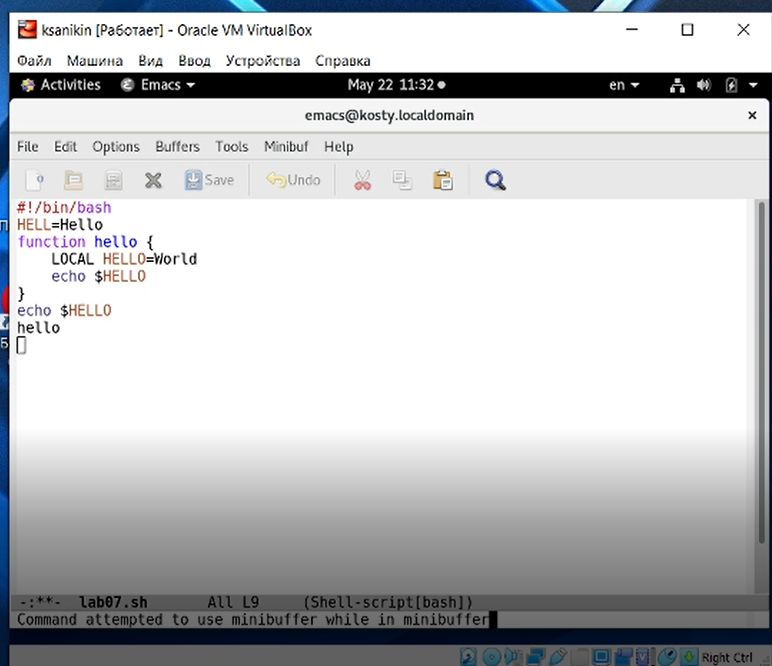 ksanikin [Работает] - Oracle VM VirtualBox
Файл Машина Вид Ввод Устройства Справка
Activities Emacs May 22 11:32 en
emacs@kosty.localdomain
File Edit Options Buffers Tools Minibuf Help
Save Undo
#!/bin/bash
HELL=Hello
function hello {
    LOCAL HELLO=World
    echo $HELLO
}
echo $HELLO
hello
-:**- lab07.sh All L9 (Shell-script[bash])
Command attempted to use minibuffer while in minibuffer
Right Ctrl